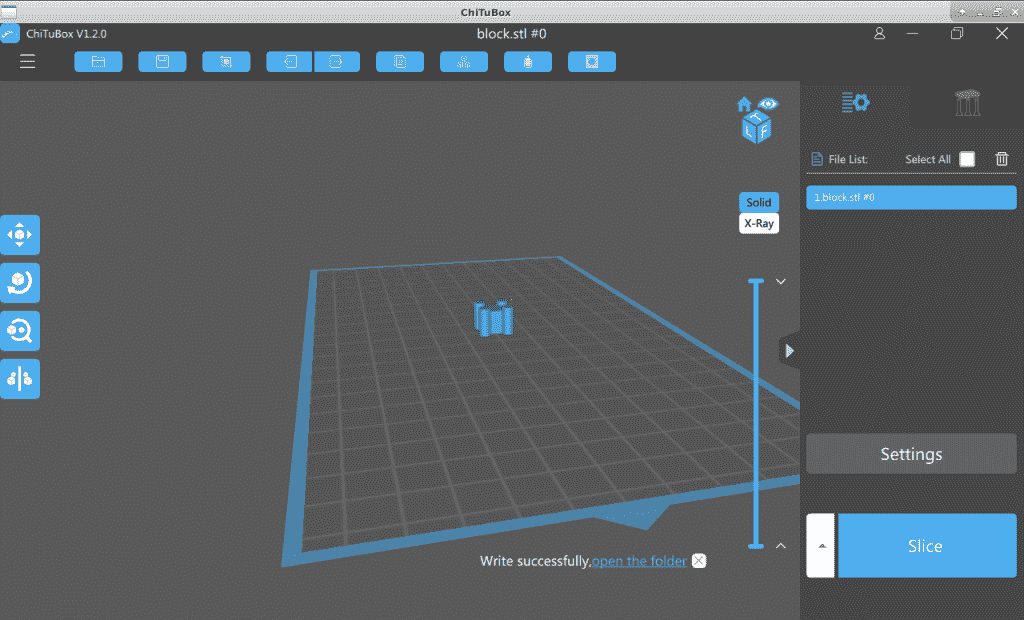 ChiTuBox
ChiTuBox V1.2.0
block.stl #0
T
L F
File List:
Select All
1.block.stl #0
Solid
X-Ray
Settings
Slice
Write successfully,open the folder